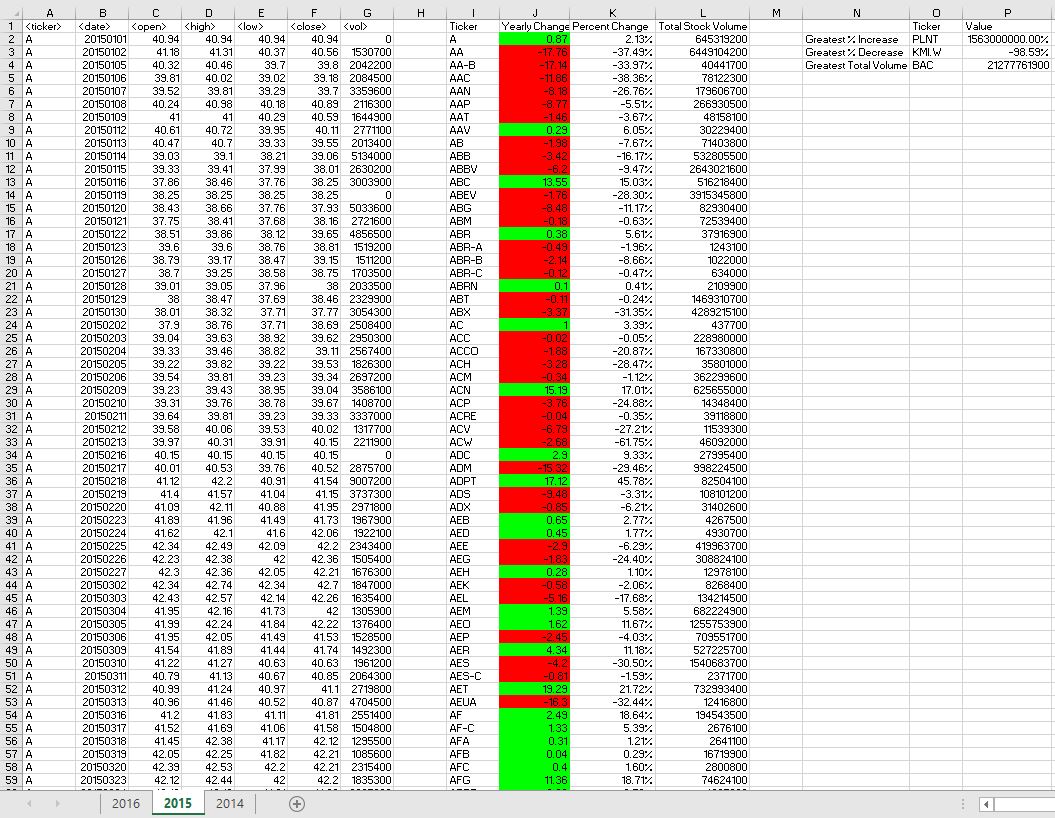 A B C D E F G H I J K L M N O P
1 <ticker> <date> <open> <high> <low> <close> <vol> Ticker Yearly Change Percent Change Total Stock Volume Ticker Value
2 A 20150101 40.94 40.94 40.94 40.94 0 A 0.87 2.13% 645319200 Greatest % Increase PLNT 1563000000.00%
3 A 20150102 41.18 41.31 40.37 40.56 1530700 AA -17.76 -37.49% 6449104200 Greatest % Decrease KMI.W -98.59%
4 A 20150105 40.32 40.46 39.7 39.8 2042200 AA-B -17.14 -33.97% 40441700 Greatest Total Volume BAC 21277761900
5 A 20150106 39.81 40.02 39.02 39.18 2084500 AAC -11.86 -38.36% 78122300
6 A 20150107 39.52 39.81 39.29 39.7 3359600 AAN -8.18 -26.76% 179606700
7 A 20150108 40.24 40.98 40.18 40.89 2116300 AAP -8.77 -5.51% 266930500
8 A 20150109 41 41 40.29 40.59 1644900 AAT -1.46 -3.67% 48158100
9 A 20150112 40.61 40.72 39.95 40.11 2771100 AAV 0.29 6.05% 30229400
10 A 20150113 40.47 40.7 39.33 39.55 2013400 AB -1.98 -7.67% 71403800
11 A 20150114 39.03 39.1 38.21 39.06 5134000 ABB -3.42 -16.17% 532805500
12 A 20150115 39.33 39.41 37.99 38.01 2630200 ABBV -6.2 -9.47% 2643021600
13 A 20150116 37.86 38.46 37.76 38.25 3003900 ABC 13.55 15.03% 516218400
14 A 20150119 38.25 38.25 38.25 38.25 0 ABEV -1.76 -28.30% 3915345800
15 A 20150120 38.43 38.66 37.76 37.93 5033600 ABG -8.48 -11.17% 82930400
16 A 20150121 37.75 38.41 37.68 38.16 2721600 ABM -0.18 -0.63% 72539400
17 A 20150122 38.51 39.86 38.12 39.65 4856500 ABR 0.38 5.61% 37916900
18 A 20150123 39.6 39.6 38.76 38.81 1519200 ABR-A -0.49 -1.96% 1243100
19 A 20150126 38.79 39.17 38.47 39.15 1511200 ABR-B -2.14 -8.66% 1022000
20 A 20150127 38.7 39.25 38.58 38.75 1703500 ABR-C -0.12 -0.47% 634000
21 A 20150128 39.01 39.05 37.96 38 2033500 ABRN 0.1 0.41% 2109900
22 A 20150129 38 38.47 37.69 38.46 2329900 ABT -0.11 -0.24% 1469310700
23 A 20150130 38.01 38.32 37.71 37.77 3054300 ABX -3.37 -31.35% 4289215100
24 A 20150202 37.9 38.76 37.71 38.69 2508400 AC 1 3.39% 437700
25 A 20150203 39.04 39.63 38.92 39.62 2950300 ACC -0.02 -0.05% 228980000
26 A 20150204 39.33 39.46 38.82 39.11 2567400 ACCO -1.88 -20.87% 167330800
27 A 20150205 39.22 39.82 39.22 39.53 1826300 ACH -3.28 -28.47% 35801000
28 A 20150206 39.54 39.81 39.23 39.34 2697200 ACM -0.34 -1.12% 362299600
29 A 20150209 39.23 39.43 38.95 39.04 3586100 ACN 15.19 17.01% 625655000
30 A 20150210 39.31 39.76 38.78 39.67 1408700 ACP -3.76 -24.88% 14348400
31 A 20150211 39.64 39.81 39.23 39.33 3337000 ACRE -0.04 -0.35% 39118800
32 A 20150212 39.58 40.06 39.53 40.02 1317700 ACV -6.79 -27.21% 11539300
33 A 20150213 39.97 40.31 39.91 40.15 2211900 ACW -2.68 -61.75% 46092000
34 A 20150216 40.15 40.15 40.15 40.15 0 ADC 2.9 9.33% 27995400
35 A 20150217 40.01 40.53 39.76 40.52 2875700 ADM -15.32 -29.46% 998224500
36 A 20150218 41.12 42.2 40.91 41.54 9007200 ADPT 17.12 45.78% 82504100
37 A 20150219 41.4 41.57 41.04 41.15 3737300 ADS -9.48 -3.31% 108101200
38 A 20150220 41.09 42.11 40.88 41.95 2971800 ADX -0.85 -6.21% 31402600
39 A 20150223 41.89 41.96 41.49 41.73 1967900 AEB 0.65 2.77% 4267500
40 A 20150224 41.62 42.1 41.6 42.06 1922100 AED 0.45 1.77% 4930700
41 A 20150225 42.34 42.49 42.09 42.2 2343400 AEE -2.9 -6.29% 419963700
42 A 20150226 42.23 42.38 42 42.36 1505400 AEG -1.83 -24.40% 308824100
43 A 20150227 42.3 42.36 42.05 42.21 1676300 AEH 0.28 1.10% 12978100
44 A 20150302 42.34 42.74 42.34 42.7 1847000 AEK -0.58 -2.06% 8268400
45 A 20150303 42.43 42.57 42.14 42.26 1635400 AEL -5.16 -17.68% 134214500
46 A 20150304 41.95 42.16 41.73 42 1305900 AEM 1.39 5.58% 682224900
47 A 20150305 41.99 42.24 41.84 42.22 1376400 AEO 1.62 11.67% 1255753900
48 A 20150306 41.95 42.05 41.49 41.53 1528500 AEP -2.45 -4.03% 709551700
49 A 20150309 41.54 41.89 41.44 41.74 1492300 AER 4.34 11.18% 527225700
50 A 20150310 41.22 41.27 40.63 40.63 1961200 AES -4.2 -30.50% 1540683700
51 A 20150311 40.79 41.13 40.67 40.85 2064300 AES-C -0.81 -1.59% 2371700
52 A 20150312 40.99 41.24 40.97 41.1 2719800 AET 19.29 21.72% 732993400
53 A 20150313 40.96 41.46 40.52 40.87 4704500 AEUA -16.3 -32.44% 12416800
54 A 20150316 41.2 41.83 41.11 41.81 2551400 AF 2.49 18.64% 194543500
55 A 20150317 41.52 41.69 41.06 41.58 1504800 AF-C 1.33 5.39% 2676100
56 A 20150318 41.45 42.38 41.17 42.12 1295500 AFA 0.31 1.21% 2641100
57 A 20150319 42.05 42.25 41.82 42.21 1085600 AFB 0.04 0.29% 16719900
58 A 20150320 42.39 42.53 42.2 42.21 2315400 AFC 0.4 1.60% 2800800
59 A 20150323 42.12 42.44 42 42.2 1835300 AFG 11.36 18.71% 74624100
2016 2015 2014